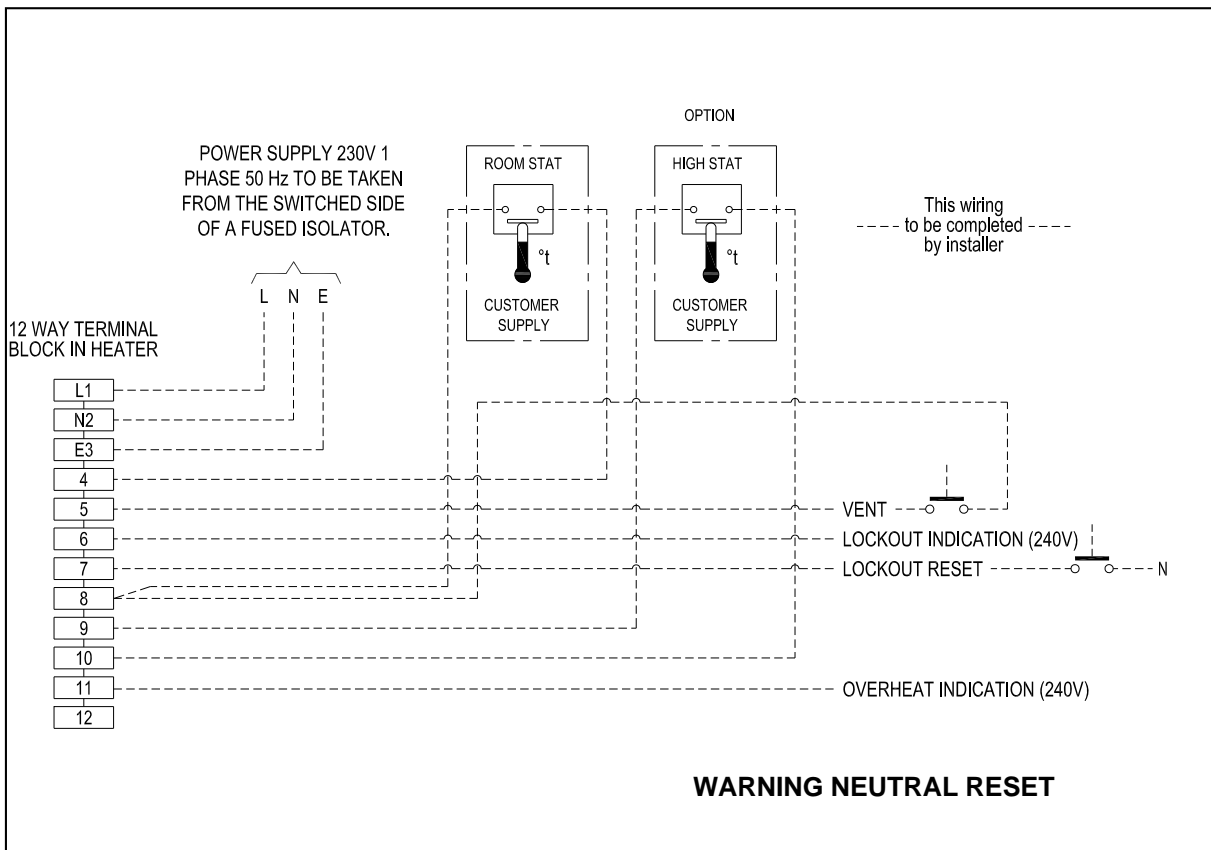 OPTION
POWER SUPPLY 230V 1
PHASE 50 Hz TO BE TAKEN
FROM THE SWITCHED SIDE
OF A FUSED ISOLATOR.
ROOM STAT
°t
CUSTOMER
SUPPLY
HIGH STAT
°t
CUSTOMER
SUPPLY
This wiring
to be completed
by installer
L N E
12 WAY TERMINAL
BLOCK IN HEATER
L1
N2
E3
4
5
VENT
6
LOCKOUT INDICATION (240V)
7
LOCKOUT RESET N
8
9
10
11
OVERHEAT INDICATION (240V)
12
WARNING NEUTRAL RESET